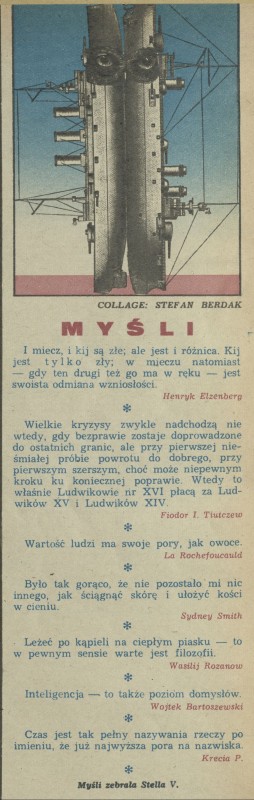 COLLAGE: STEFAN BERDAK
MYŚLI
I miecz, i kij są złe; ale jest i różnica. Kij
jest tylko zły; w mieczu natomiast
— gdy ten drugi też go ma w ręku — jest
swoista odmiana wzniosłości.
Henryk Elzenberg
*
Wielkie kryzysy zwykle nadchodzą nie
wtedy, gdy bezprawie zostaje doprowadzone
do ostatnich granic, ale przy pierwszej nie-
śmiałej próbie powrotu do dobrego, przy
pierwszym szerszym, choć może niepewnym
kroku ku koniecznej poprawie. Wtedy to
właśnie Ludwikowie nr XVI płacą za Lud-
wików XV i Ludwików XIV.
Fiodor I. Tiutczew
*
Wartość ludzi ma swoje pory, jak owoce.
La Rochefoucauld
*
Było tak gorąco, że nie pozostało mi nic
innego, jak ściągnąć skórę i ułożyć kości
w cieniu.
Sydney Smith
*
Leżeć po kąpieli na ciepłym piasku — to
w pewnym sensie warte jest filozofii.
Wasilij Rozanow
*
Inteligencja — to także poziom domysłów.
Wojtek Bartoszewski
*
Czas jest tak pełny nazywania rzeczy po
imieniu, że już najwyższa pora na nazwiska.
Krecia P.
*
Myśli zebrała Stella V.